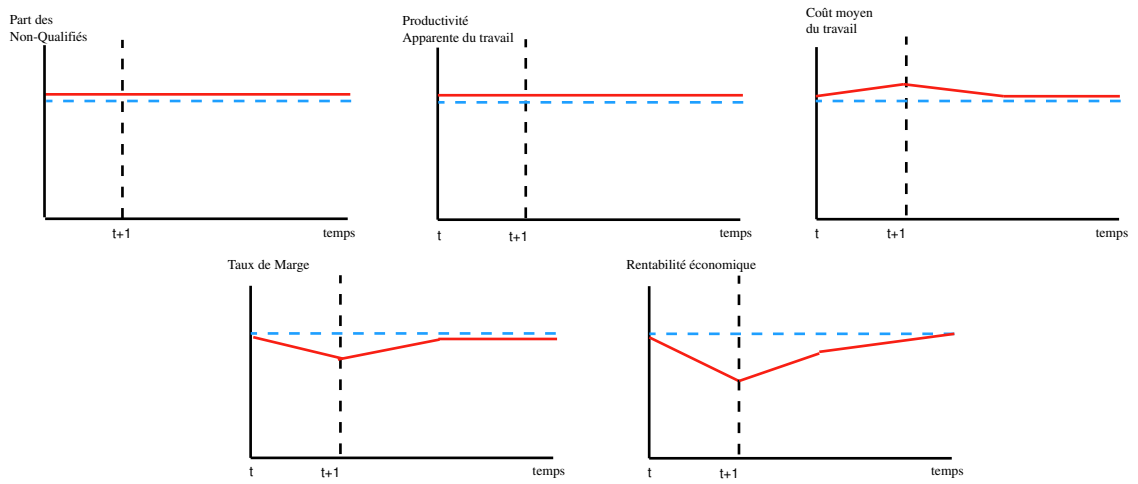 Part des
Non-Qualifiés
t+1
temps
Productivité
Apparente du travail
t
t+1
temps
Coût moyen
du travail
t
t+1
temps
Taux de Marge
t
t+1
temps
Rentabilité économique
t
t+1
temps